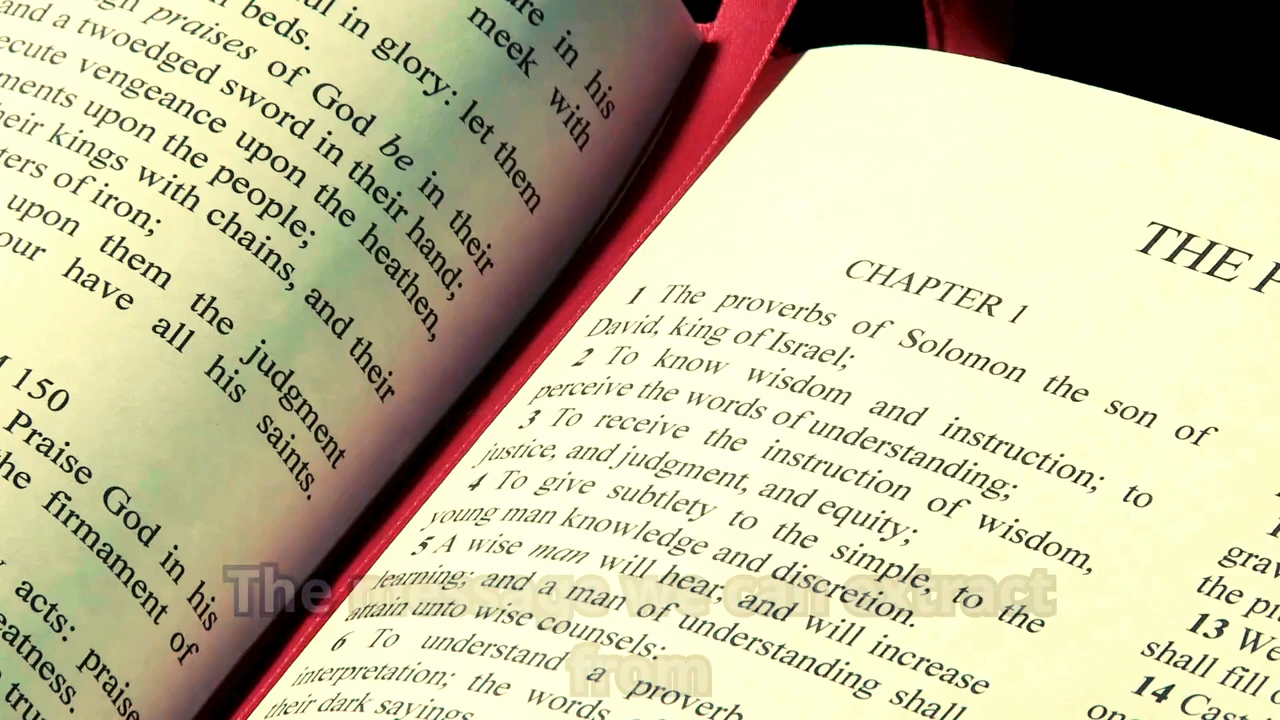 are in his
meek with
ful in glory: let them
beds.
praises of God be in their
and a twoedged sword in their hand;
execute vengeance upon the heathen,
ments upon the people;
their kings with chains, and their
ters of iron;
upon them the judgment
our have all his saints.
150
Praise God in his
the firmament of
acts: praise
eatness.
THE P
CHAPTER 1
1 The proverbs of Solomon the son of
David, king of Israel;
2 To know wisdom and instruction; to
perceive the words of understanding;
3 To receive the instruction of wisdom,
justice, and judgment, and equity;
4 To give subtlety to the simple, to the
young man knowledge and discretion.
5 A wise man will hear, and will increase
learning; and a man of understanding shall
attain unto wise counsels:
6 To understand a proverb
interpretation; the words
their dark sayings.
grav
the pr
13 We
shall fill
14 Cast
The message we can extract
from